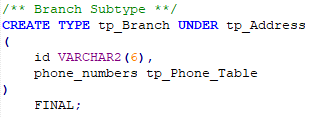 /** Branch Subtype **/
CREATE TYPE tp_Branch UNDER tp_Address
(
    id VARCHAR2(6),
    phone_numbers tp_Phone_Table
)
    FINAL;